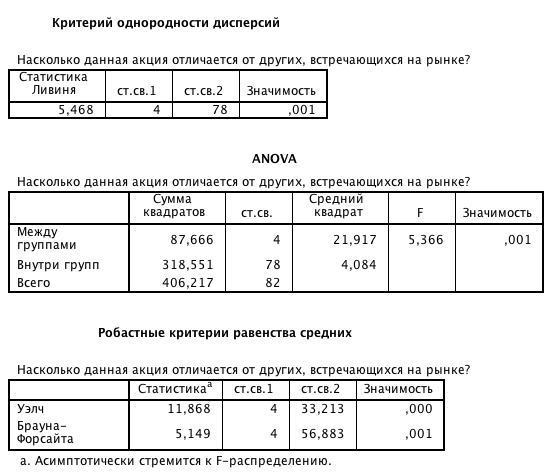 Критерий однородности дисперсий
Насколько данная акция отличается от других, встречающихся на рынке?
Статистика Ливиня ст.св.1 ст.св.2 Значимость
5,468 4 78 ,001
ANOVA
Насколько данная акция отличается от других, встречающихся на рынке?
Сумма квадратов ст.св. Средний квадрат F Значимость
Между группами 87,666 4 21,917 5,366 ,001
Внутри групп 318,551 78 4,084
Всего 406,217 82
Робастные критерии равенства средних
Насколько данная акция отличается от других, встречающихся на рынке?
Статистикаa ст.св.1 ст.св.2 Значимость
Уэлч 11,868 4 33,213 ,000
Брауна-Форсайта 5,149 4 56,883 ,001
a. Асимптотически стремится к F-распределению.